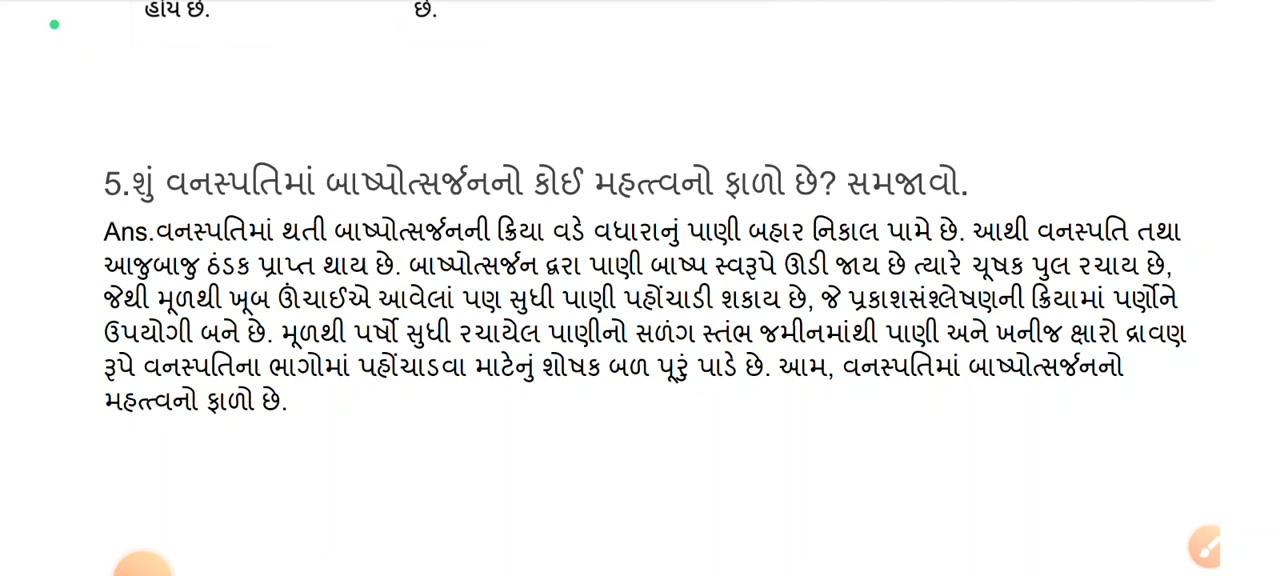 હોય છે. છે.
5.શું વનસ્પતિમાં બાષ્પોત્સર્જનનો કોઈ મહત્ત્વનો ફાળો છે? સમજાવો.
Ans.વનસ્પતિમાં થતી બાષ્પોત્સર્જનની ક્રિયા વડે વધારાનું પાણી બહાર નિકાલ પામે છે. આથી વનસ્પતિ તથા
આજુબાજુ ઠંડક પ્રાપ્ત થાય છે. બાષ્પોત્સર્જન દ્વરા પાણી બાષ્પ સ્વરૂપે ઊડી જાય છે ત્યારે ચૂષક પુલ રચાય છે,
જેથી મૂળથી ખૂબ ઊંચાઈએ આવેલાં પણ સુધી પાણી પહોંચાડી શકાય છે, જે પ્રકાશસંશ્લેષણની ક્રિયામાં પર્ણોને
ઉપયોગી બને છે. મૂળથી પર્ષો સુધી રચાયેલ પાણીનો સળંગ સ્તંભ જમીનમાંથી પાણી અને ખનીજ ક્ષારો દ્રાવણ
રૂપે વનસ્પતિના ભાગોમાં પહોંચાડવા માટેનું શોષક બળ પૂરું પાડે છે. આમ, વનસ્પતિમાં બાષ્પોત્સર્જનનો
મહત્ત્વનો ફાળો છે.